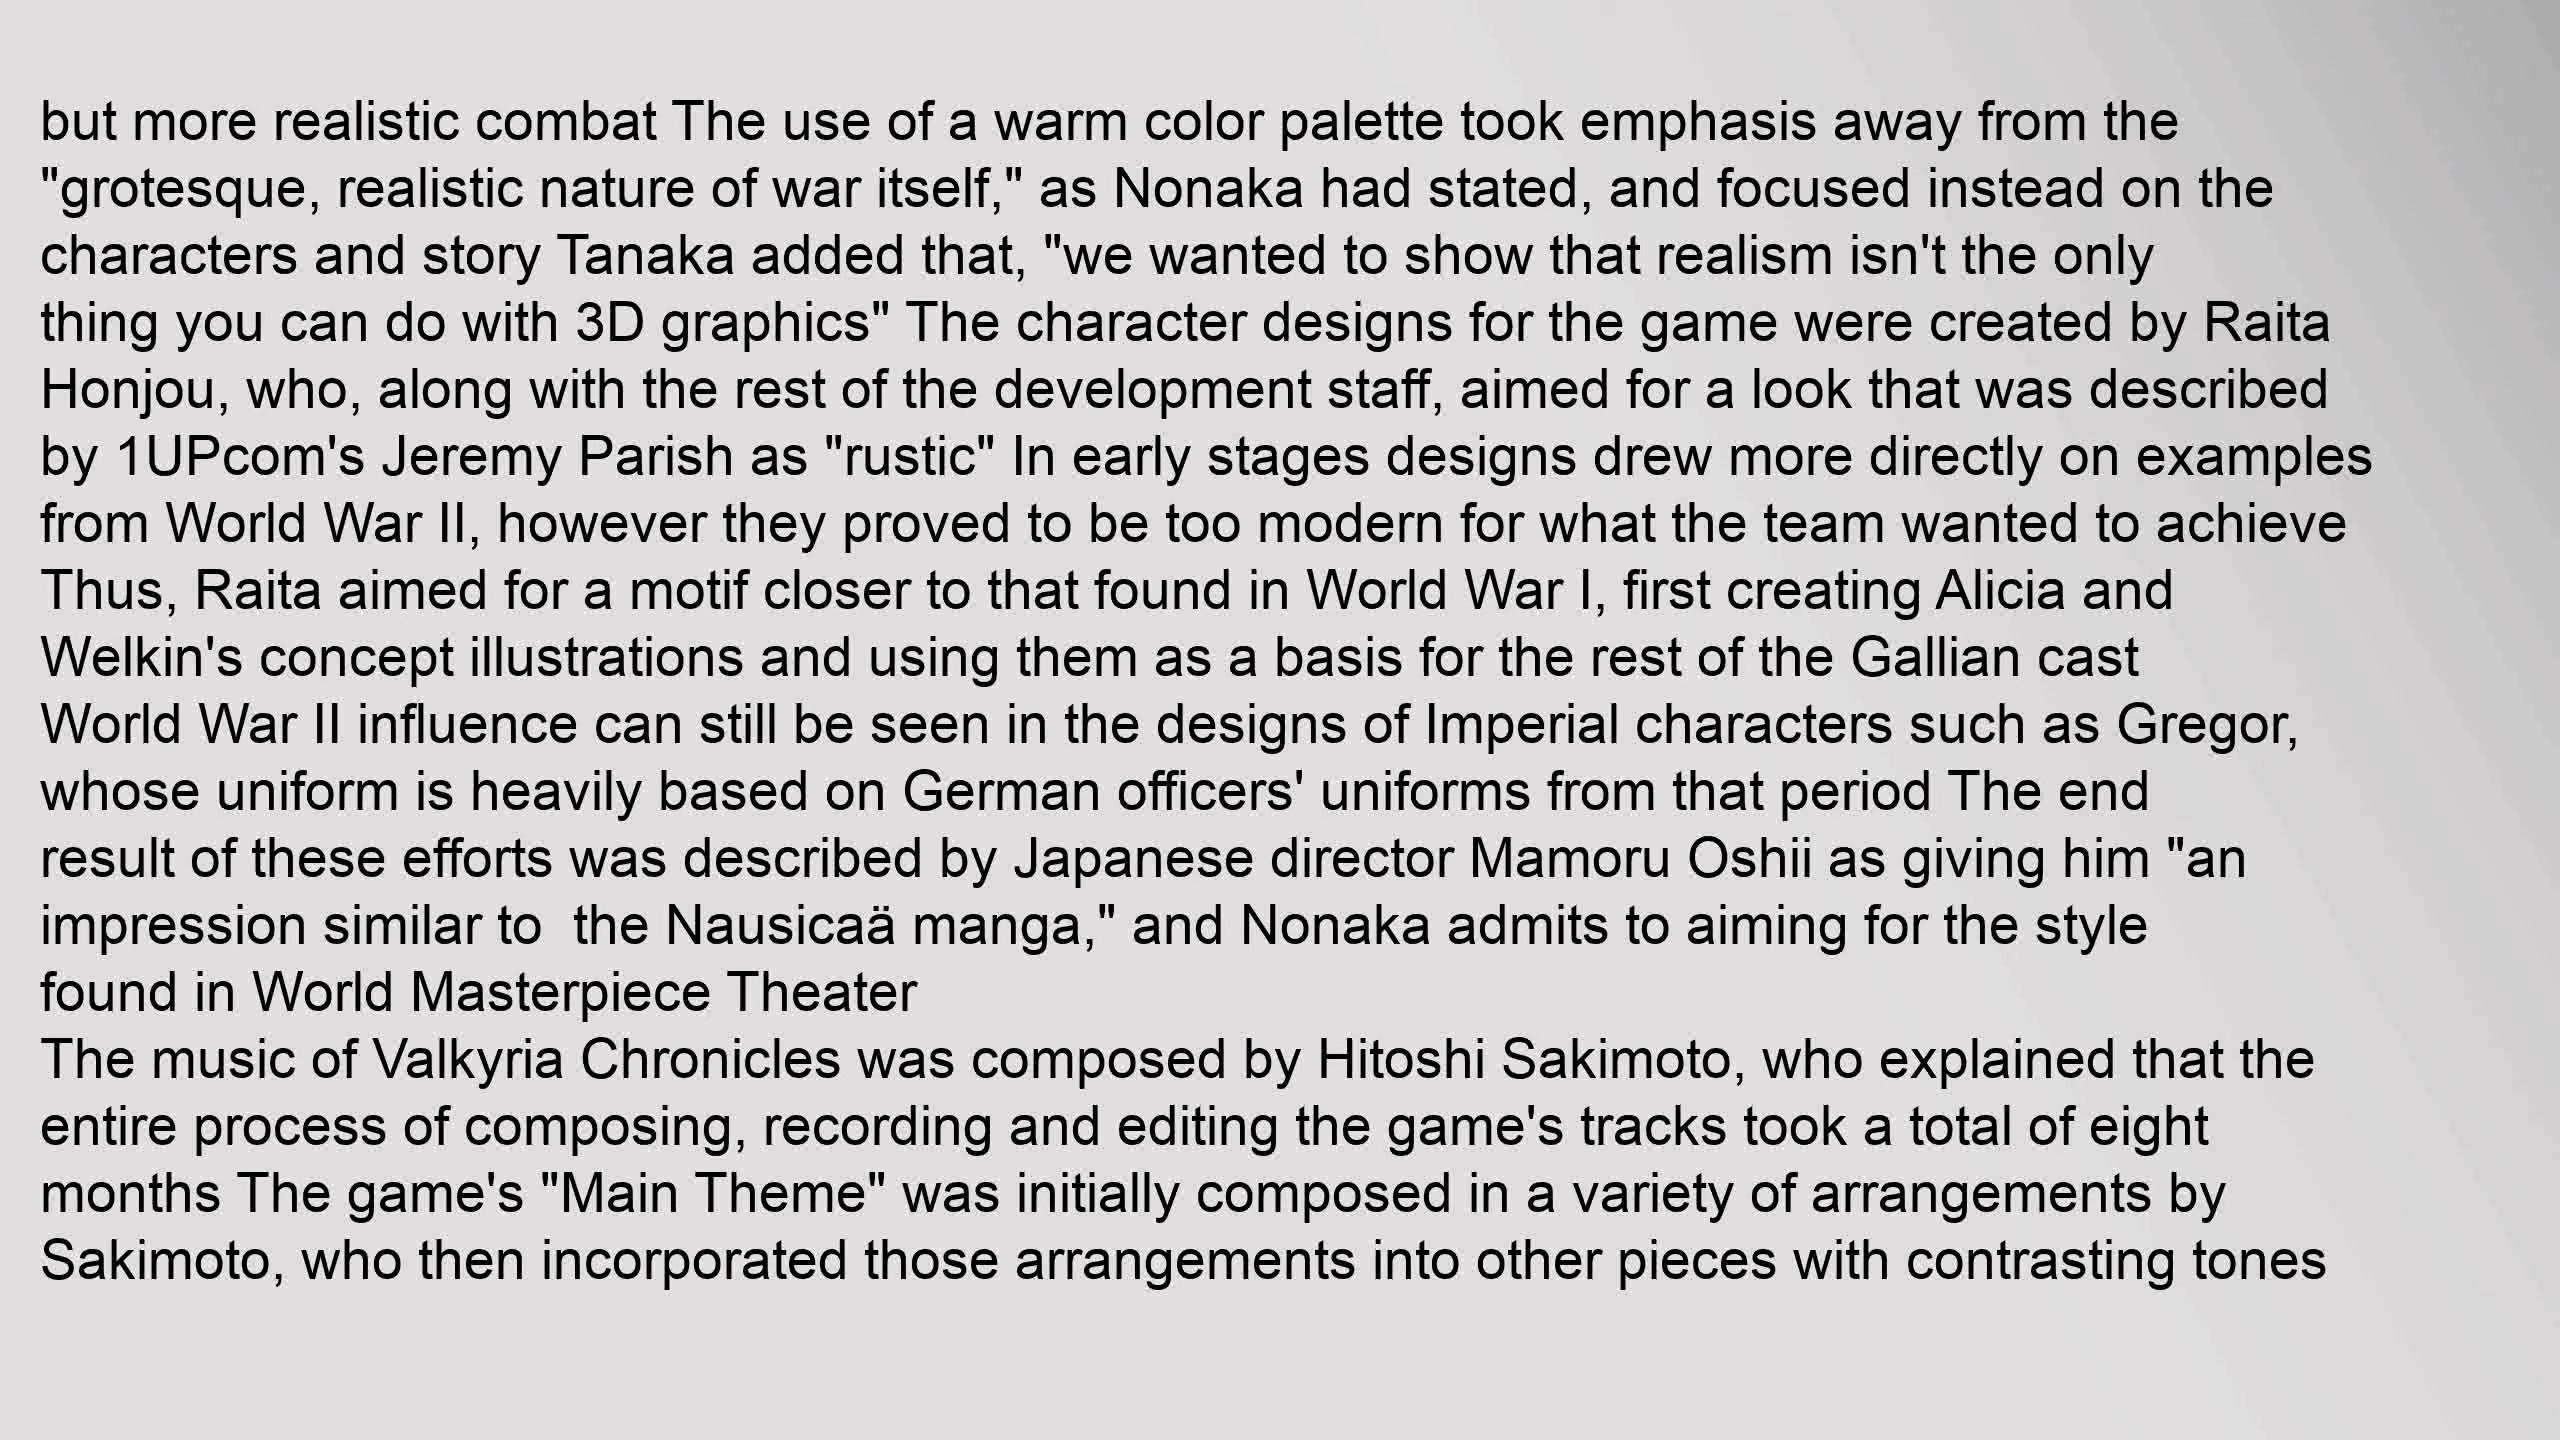 but more realistic combat The use of a warm color palette took emphasis away from the
"grotesque, realistic nature of war itself," as Nonaka had stated, and focused instead on the
characters and story Tanaka added that, "we wanted to show that realism isn't the only
thing you can do with 3D graphics" The character designs for the game were created by Raita
Honjou, who, along with the rest of the development staff, aimed for a look that was described
by 1UPcom's Jeremy Parish as "rustic" In early stages designs drew more directly on examples
from World War II, however they proved to be too modern for what the team wanted to achieve
Thus, Raita aimed for a motif closer to that found in World War I, first creating Alicia and
Welkin's concept illustrations and using them as a basis for the rest of the Gallian cast
World War II influence can still be seen in the designs of Imperial characters such as Gregor,
whose uniform is heavily based on German officers' uniforms from that period The end
result of these efforts was described by Japanese director Mamoru Oshii as giving him "an
impression similar to  the Nausicaä manga," and Nonaka admits to aiming for the style
found in World Masterpiece Theater
The music of Valkyria Chronicles was composed by Hitoshi Sakimoto, who explained that the
entire process of composing, recording and editing the game's tracks took a total of eight
months The game's "Main Theme" was initially composed in a variety of arrangements by
Sakimoto, who then incorporated those arrangements into other pieces with contrasting tones